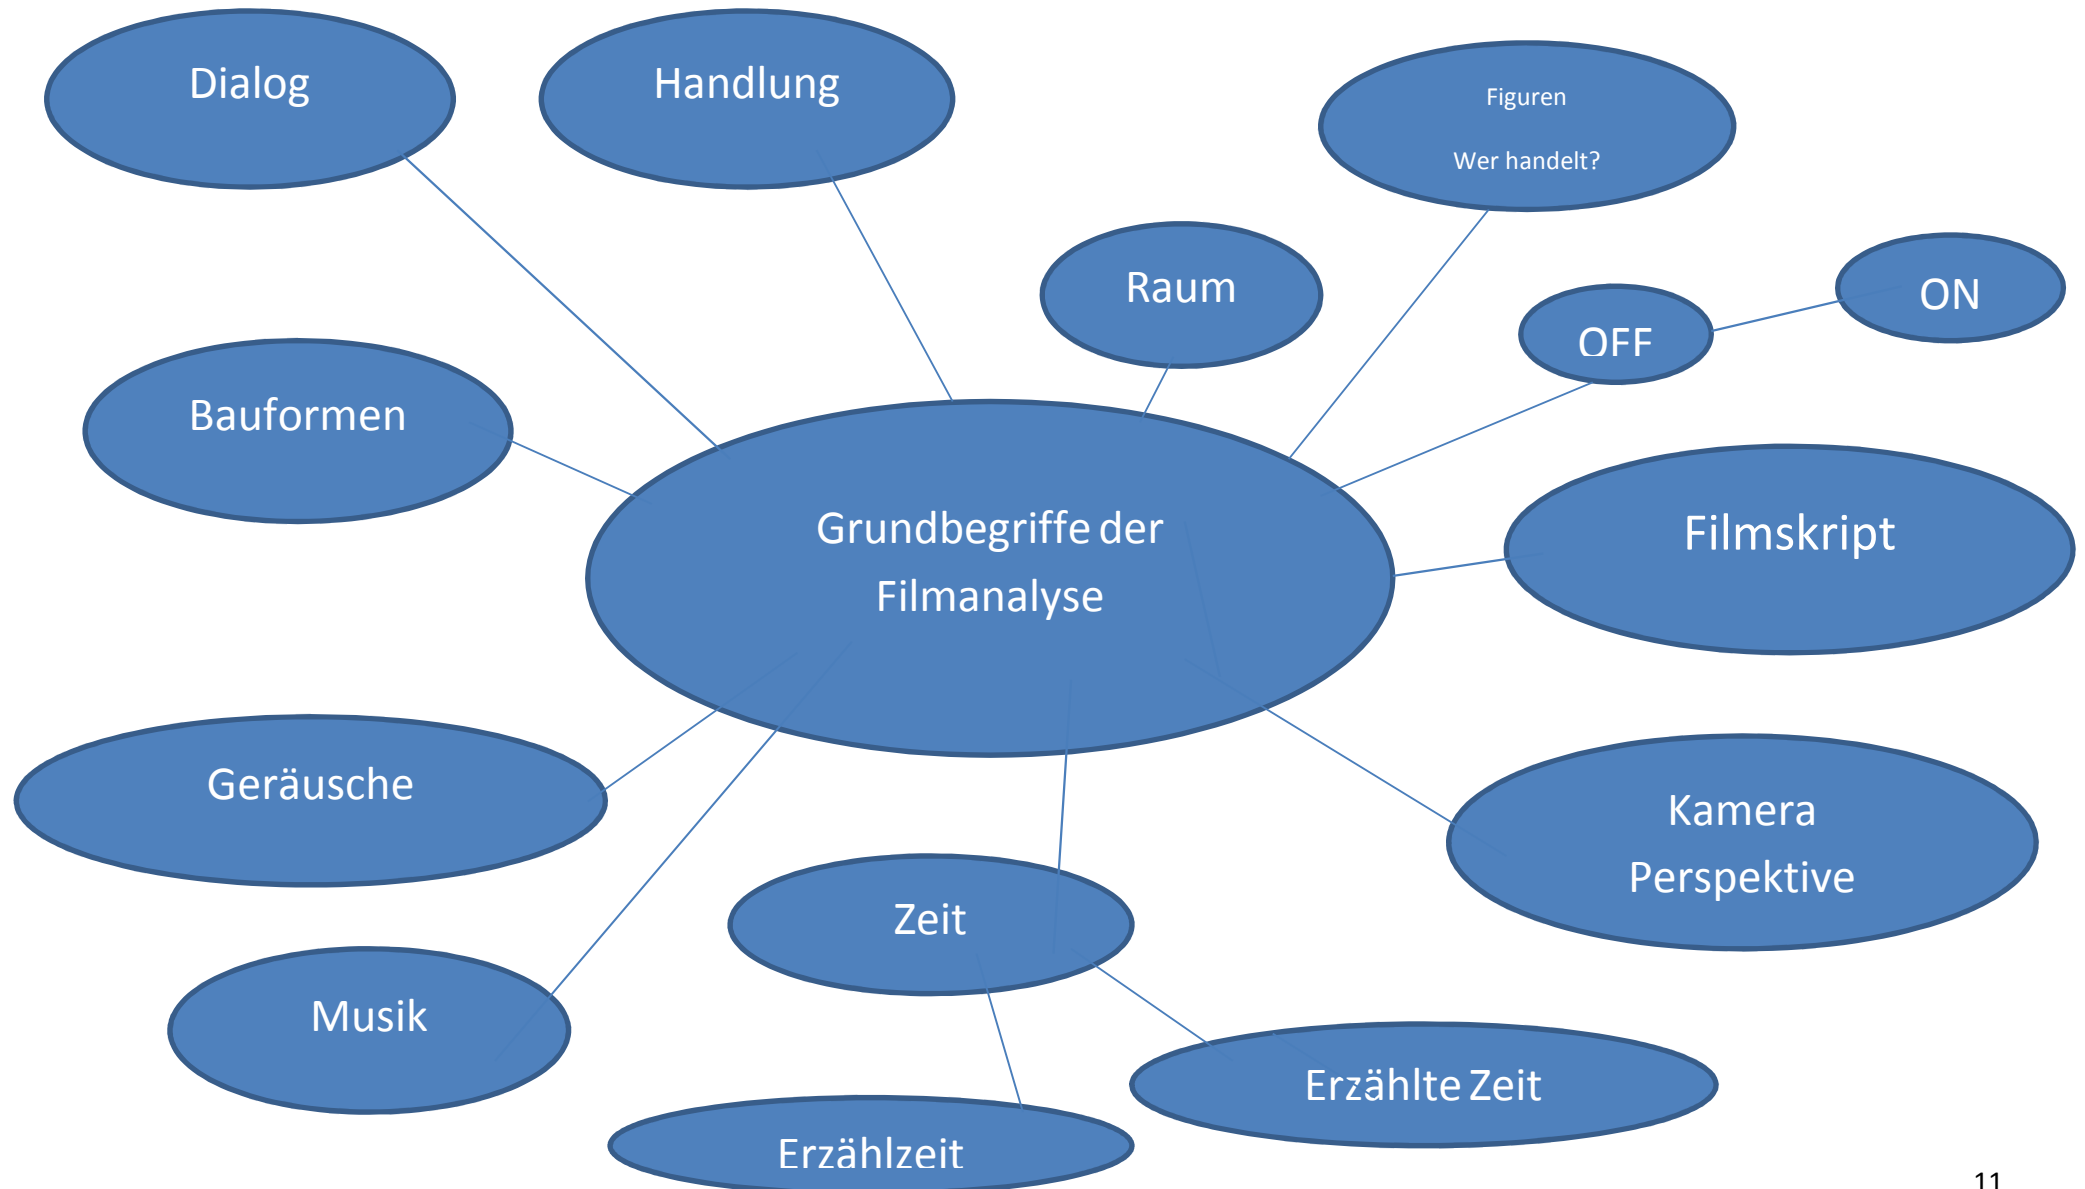 Dialog
Handlung
Figuren
Wer handelt?
Raum
OFF
ON
Bauformen
Grundbegriffe der
Filmanalyse
Filmskript
Geräusche
Kamera
Perspektive
Zeit
Musik
Erzählte Zeit
Erzählzeit
11